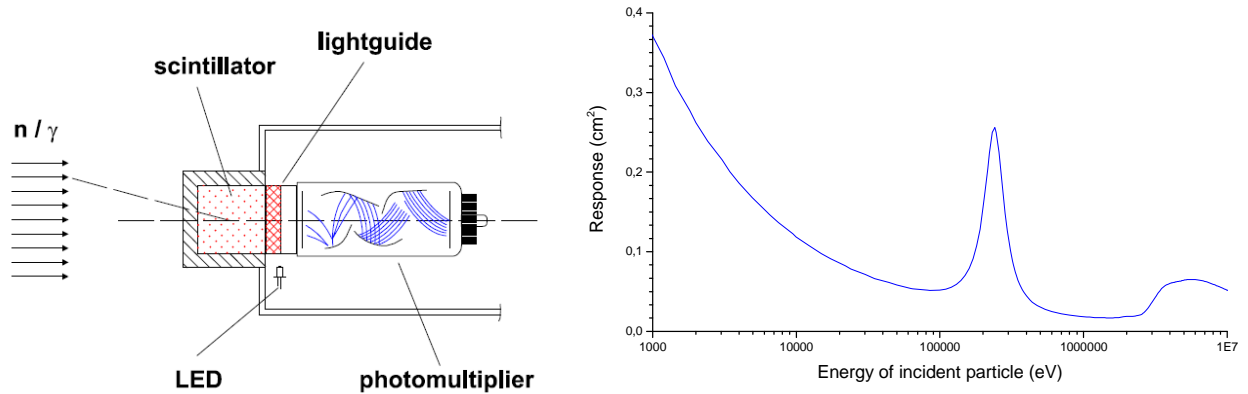 lightguide
scintillator
n / γ
LED
photomultiplier
0,4
0,3
0,2
0,1
0,0
Response (cm²)
1000
10000
100000
1000000
1E7
Energy of incident particle (eV)